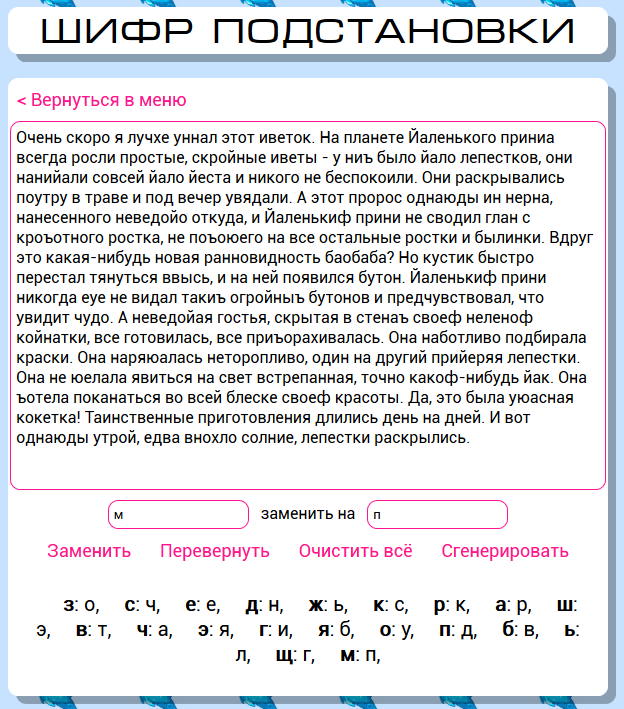 ШИФР ПОДСТАНОВКИ
< Вернуться в меню
Очень скоро я лучхе уннал этот иветок. На планете Йаленького приниа
всегда росли простые, скройные иветы - у ниъ было йало лепестков, они
нанийали совсей йало йеста и никого не беспокоили. Они раскрывались
поутру в траве и под вечер увядали. А этот пророс однаюды ин нерна,
нанесенного неведойо откуда, и Йаленькиф прини не сводил глан с
кроъотного ростка, не поъоюего на все остальные ростки и былинки. Вдруг
это какая-нибудь новая ранновидность баобаба? Но кустик быстро
перестал тянуться ввысь, и на ней появился бутон. Йаленькиф прини
никогда еуе не видал такиъ огройныъ бутонов и предчувствовал, что
увидит чудо. А неведойая гостья, скрытая в стенаъ своеф неленоф
койнатки, все готовилась, все приъорахивалась. Она наботливо подбирала
краски. Она наряюалась неторопливо, один на другий прийеряя лепестки.
Она не юелала явиться на свет встрепанная, точно какоф-нибудь йак. Она
ъотела поканаться во всей блеске своеф красоты. Да, это была уюасная
кокетка! Таинственные приготовления длились день на дней. И вот
однаюды утрой, едва внохло солние, лепестки раскрылись.
м заменить на п
Заменить Перевернуть Очистить всё Сгенерировать
з: о, с: ч, е: е, д: н, ж: ь, к: с, р: к, а: р, ш:
э, в: т, ч: а, э: я, г: и, я: б, о: у, п: д, б: в, ь:
л, щ: г, м: п,